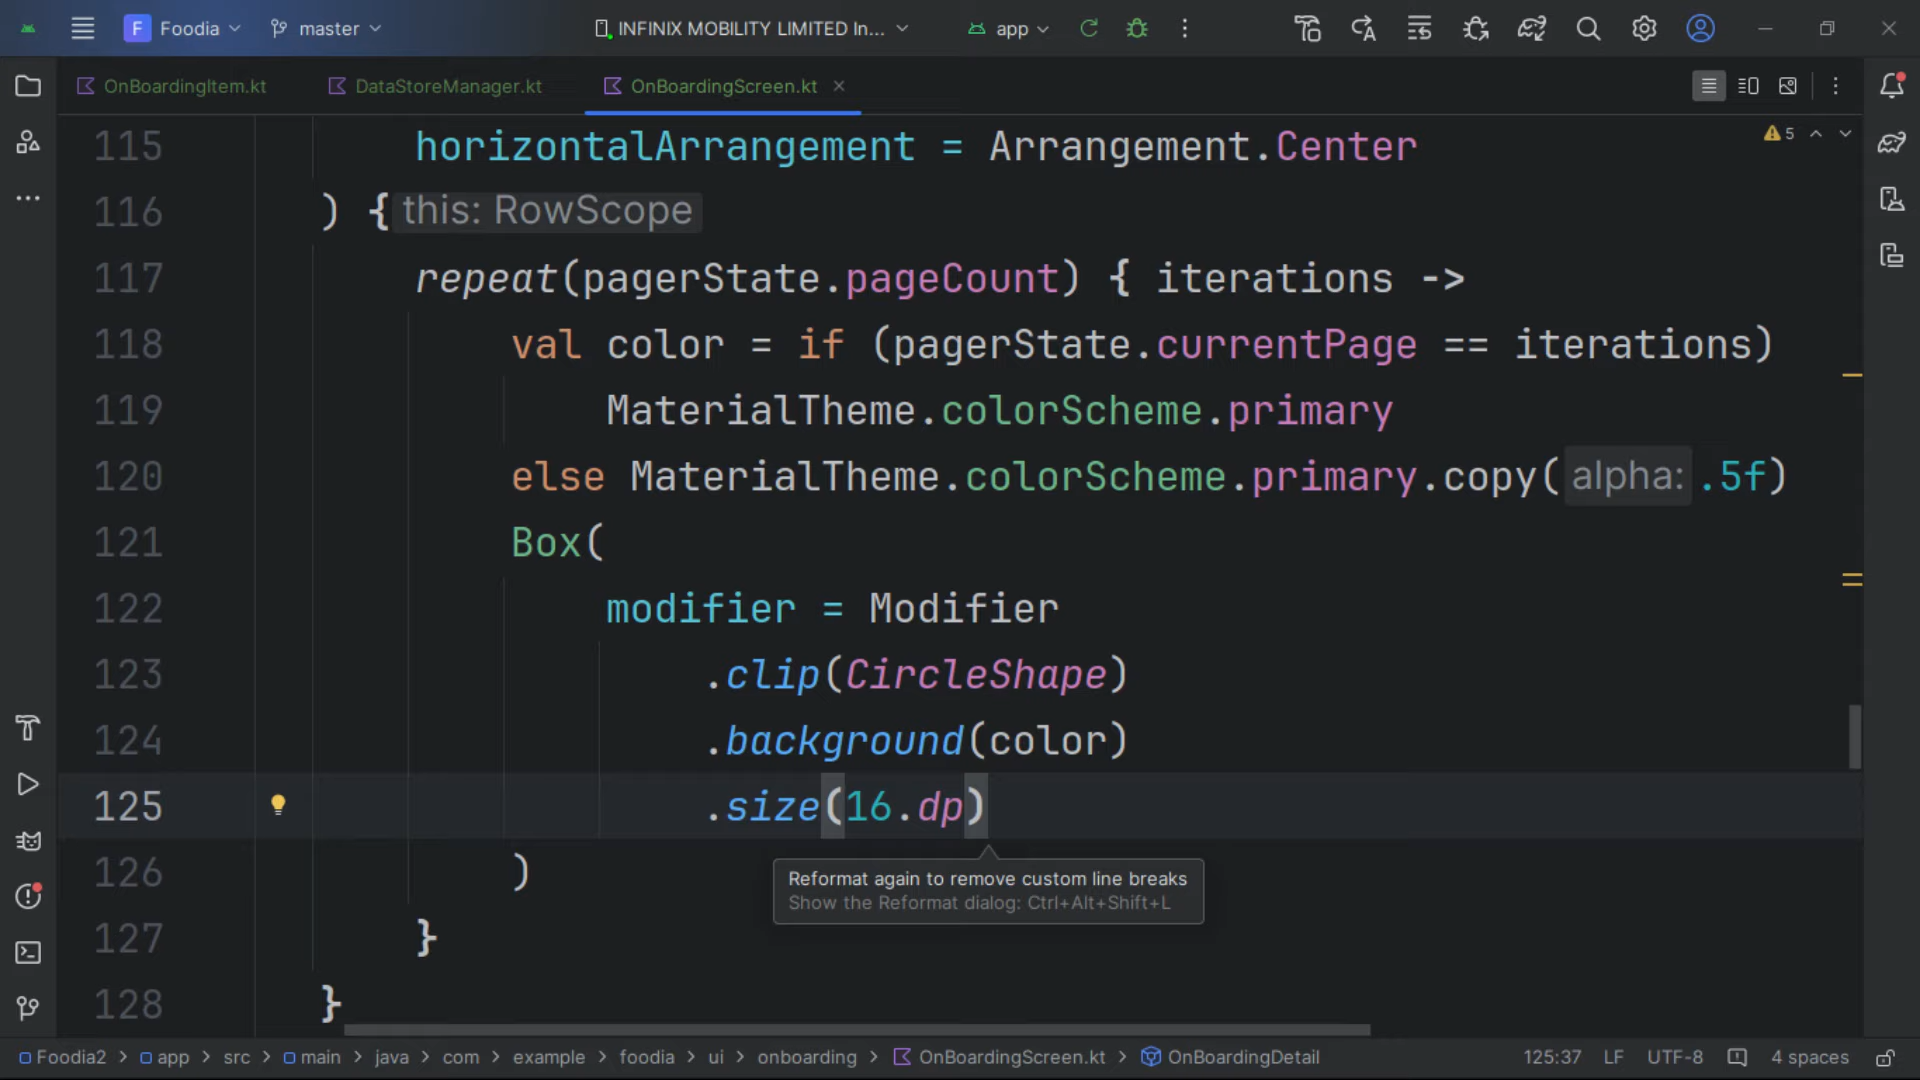 F Foodia master INFINIX MOBILITY LIMITED In... app
OnBoardingItem.kt DataStoreManager.kt OnBoardingScreen.kt
115 horizontalArrangement = Arrangement.Center
5
116 ) { this: RowScope
117 repeat(pagerState.pageCount) { iterations ->
118 val color = if (pagerState.currentPage == iterations)
119 MaterialTheme.colorScheme.primary
120 else MaterialTheme.colorScheme.primary.copy( alpha: .5f)
121 Box(
122 modifier = Modifier
123 .clip(CircleShape)
124 .background(color)
125 .size(16.dp)
126 )
Reformat again to remove custom line breaks
Show the Reformat dialog: Ctrl+Alt+Shift+L
127 }
128 }
Foodia2 > app > src > main > java > com > example > foodia > ui > onboarding > OnBoardingScreen.kt > OnBoardingDetail 125:37 LF UTF-8 4 spaces